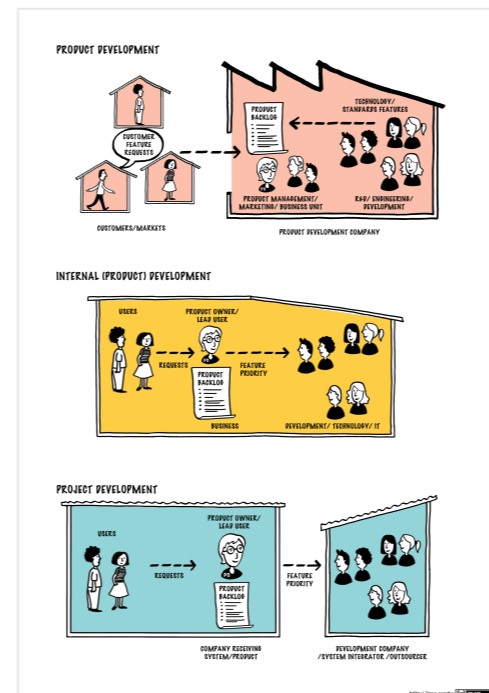 PRODUCT DEVELOPMENT
CUSTOMER
FEATURE
REQUESTS
CUSTOMERS/MARKETS
PRODUCT
BACKLOG
TECHNOLOGY/
STANDARDS FEATURES
PRODUCT MANAGEMENT/
MARKETING/ BUSINESS UNIT
R&D/ ENGINEERING/
DEVELOPMENT
PRODUCT DEVELOPMENT COMPANY
INTERNAL (PRODUCT) DEVELOPMENT
USERS
PRODUCT OWNER/
LEAD USER
REQUESTS
FEATURE
PRIORITY
PRODUCT
BACKLOG
BUSINESS
DEVELOPMENT/ TECHNOLOGY/ IT
PROJECT DEVELOPMENT
USERS
PRODUCT OWNER/
LEAD USER
REQUESTS
FEATURE
PRIORITY
PRODUCT
BACKLOG
COMPANY RECEIVING
SYSTEM/PRODUCT
DEVELOPMENT COMPANY
/SYSTEM INTEGRATOR /OUTSOURCER